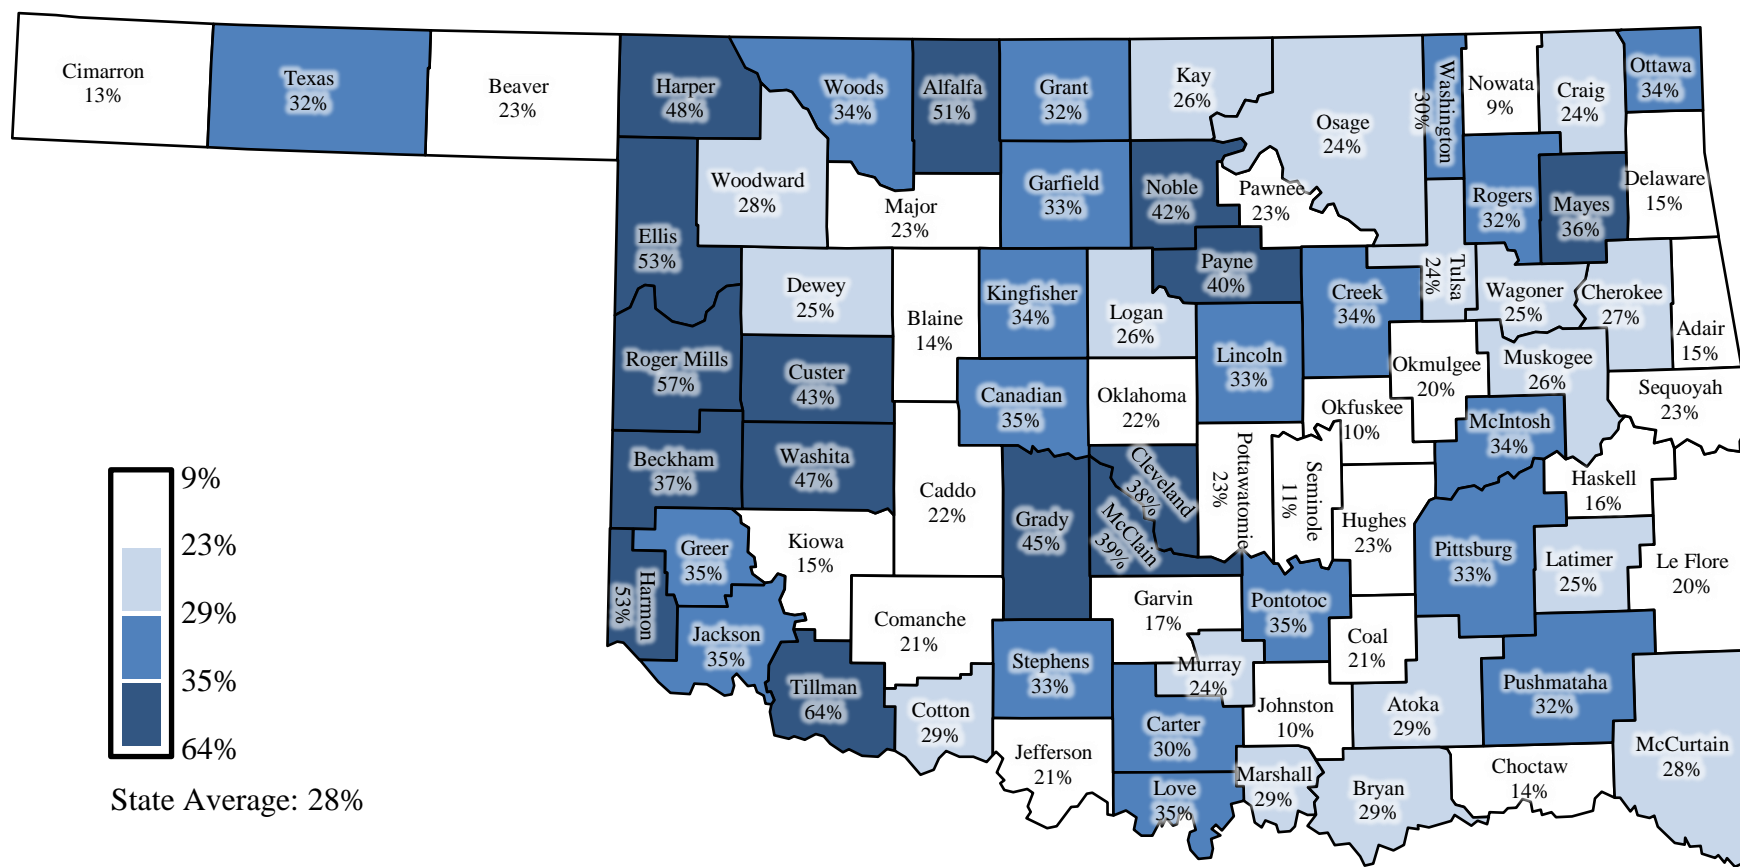 Cimarron
13%
Texas
32%
Beaver
23%
Harper
48%
Woods
34%
Alfalfa
51%
Grant
32%
Kay
26%
Osage
24%
Washington
30%
Nowata
9%
Craig
24%
Ottawa
34%
Woodward
28%
Major
23%
Garfield
33%
Noble
42%
Pawnee
23%
Rogers
32%
Mayes
36%
Delaware
15%
Ellis
53%
Dewey
25%
Blaine
14%
Kingfisher
34%
Logan
26%
Payne
40%
Creek
34%
Tulsa
24%
Wagoner
25%
Cherokee
27%
Adair
15%
Roger Mills
57%
Custer
43%
Canadian
35%
Oklahoma
22%
Lincoln
33%
Okmulgee
20%
Muskogee
26%
Sequoyah
23%
Okfuskee
10%
McIntosh
34%
Beckham
37%
Washita
47%
Caddo
22%
Grady
45%
Cleveland
38%
McClain
39%
Pottawatomie
23%
Seminole
11%
Hughes
23%
Haskell
16%
Pittsburg
33%
Latimer
25%
Le Flore
20%
Greer
35%
Kiowa
15%
Harmon
53%
Jackson
35%
Comanche
21%
Garvin
17%
Pontotoc
35%
Coal
21%
Tillman
64%
Stephens
33%
Murray
24%
Johnston
10%
Atoka
29%
Pushmataha
32%
Cotton
29%
Carter
30%
McCurtain
28%
Jefferson
21%
Love
35%
Marshall
29%
Bryan
29%
Choctaw
14%
9%
23%
29%
35%
64%
State Average: 28%